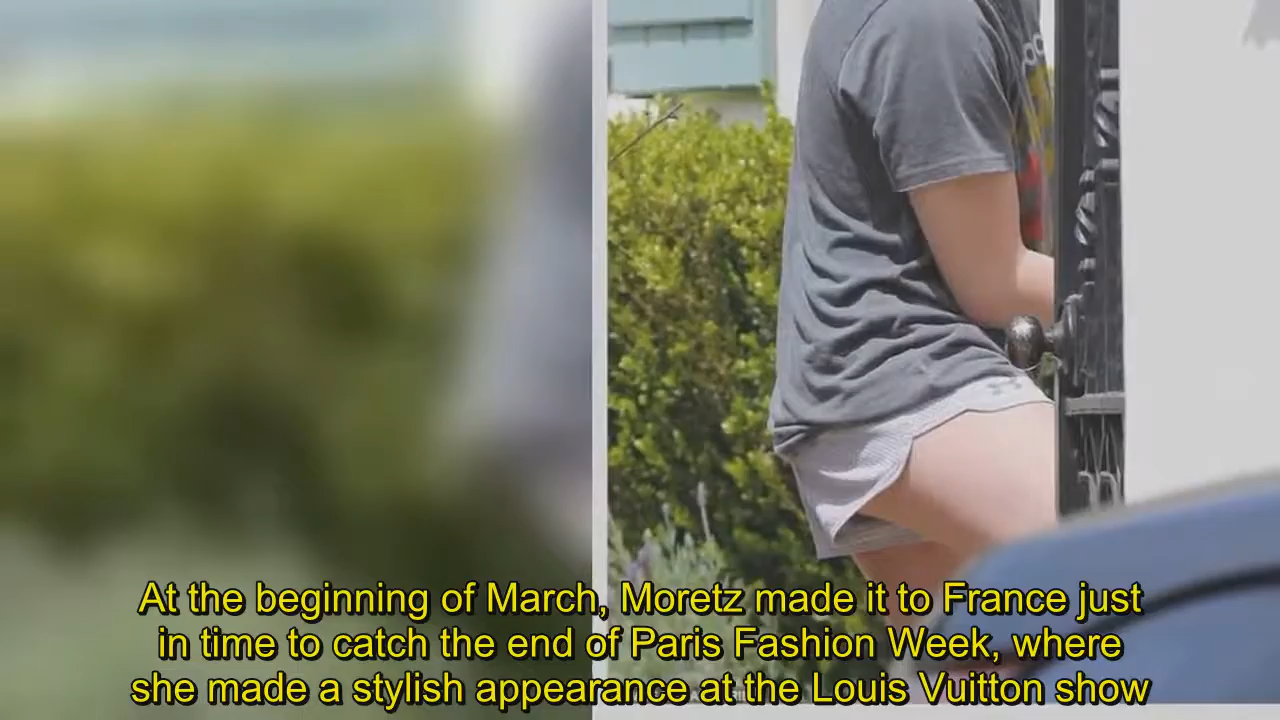 At the beginning of March, Moretz made it to France just
in time to catch the end of Paris Fashion Week, where
she made a stylish appearance at the Louis Vuitton show